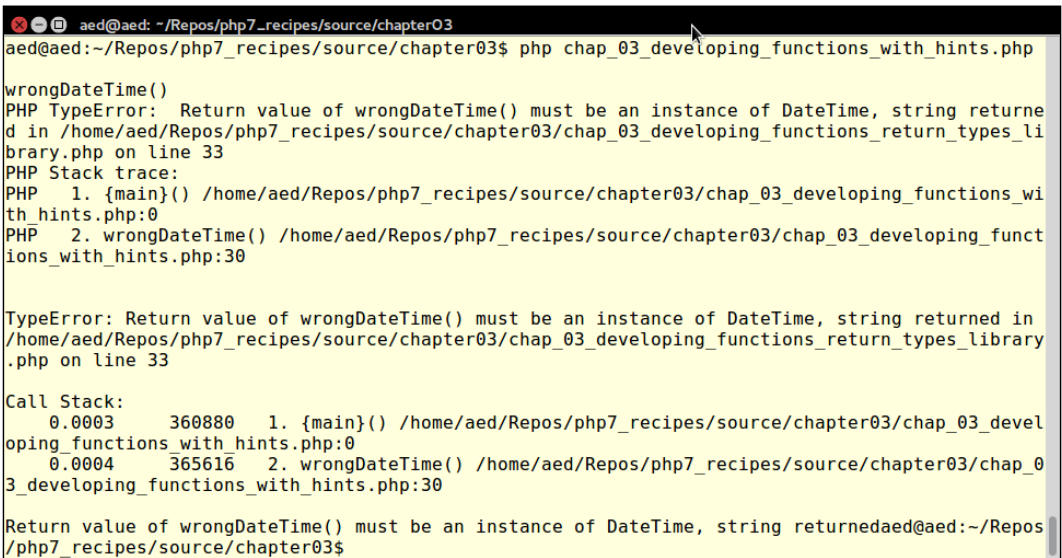 aed@aed: ~/Repos/php7_recipes/source/chapter03
aed@aed:~/Repos/php7_recipes/source/chapter03$ php chap_03_developing_functions_with_hints.php
wrongDateTime()
PHP TypeError:  Return value of wrongDateTime() must be an instance of DateTime, string returne
d in /home/aed/Repos/php7_recipes/source/chapter03/chap_03_developing_functions_return_types_li
brary.php on line 33
PHP Stack trace:
PHP   1. {main}() /home/aed/Repos/php7_recipes/source/chapter03/chap_03_developing_functions_wi
th_hints.php:0
PHP   2. wrongDateTime() /home/aed/Repos/php7_recipes/source/chapter03/chap_03_developing_funct
ions_with_hints.php:30
TypeError: Return value of wrongDateTime() must be an instance of DateTime, string returned in
/home/aed/Repos/php7_recipes/source/chapter03/chap_03_developing_functions_return_types_library
.php on line 33
Call Stack:
    0.0003     360880   1. {main}() /home/aed/Repos/php7_recipes/source/chapter03/chap_03_devel
oping_functions_with_hints.php:0
    0.0004     365616   2. wrongDateTime() /home/aed/Repos/php7_recipes/source/chapter03/chap_0
3_developing_functions_with_hints.php:30
Return value of wrongDateTime() must be an instance of DateTime, string returnedaed@aed:~/Repos
/php7_recipes/source/chapter03$